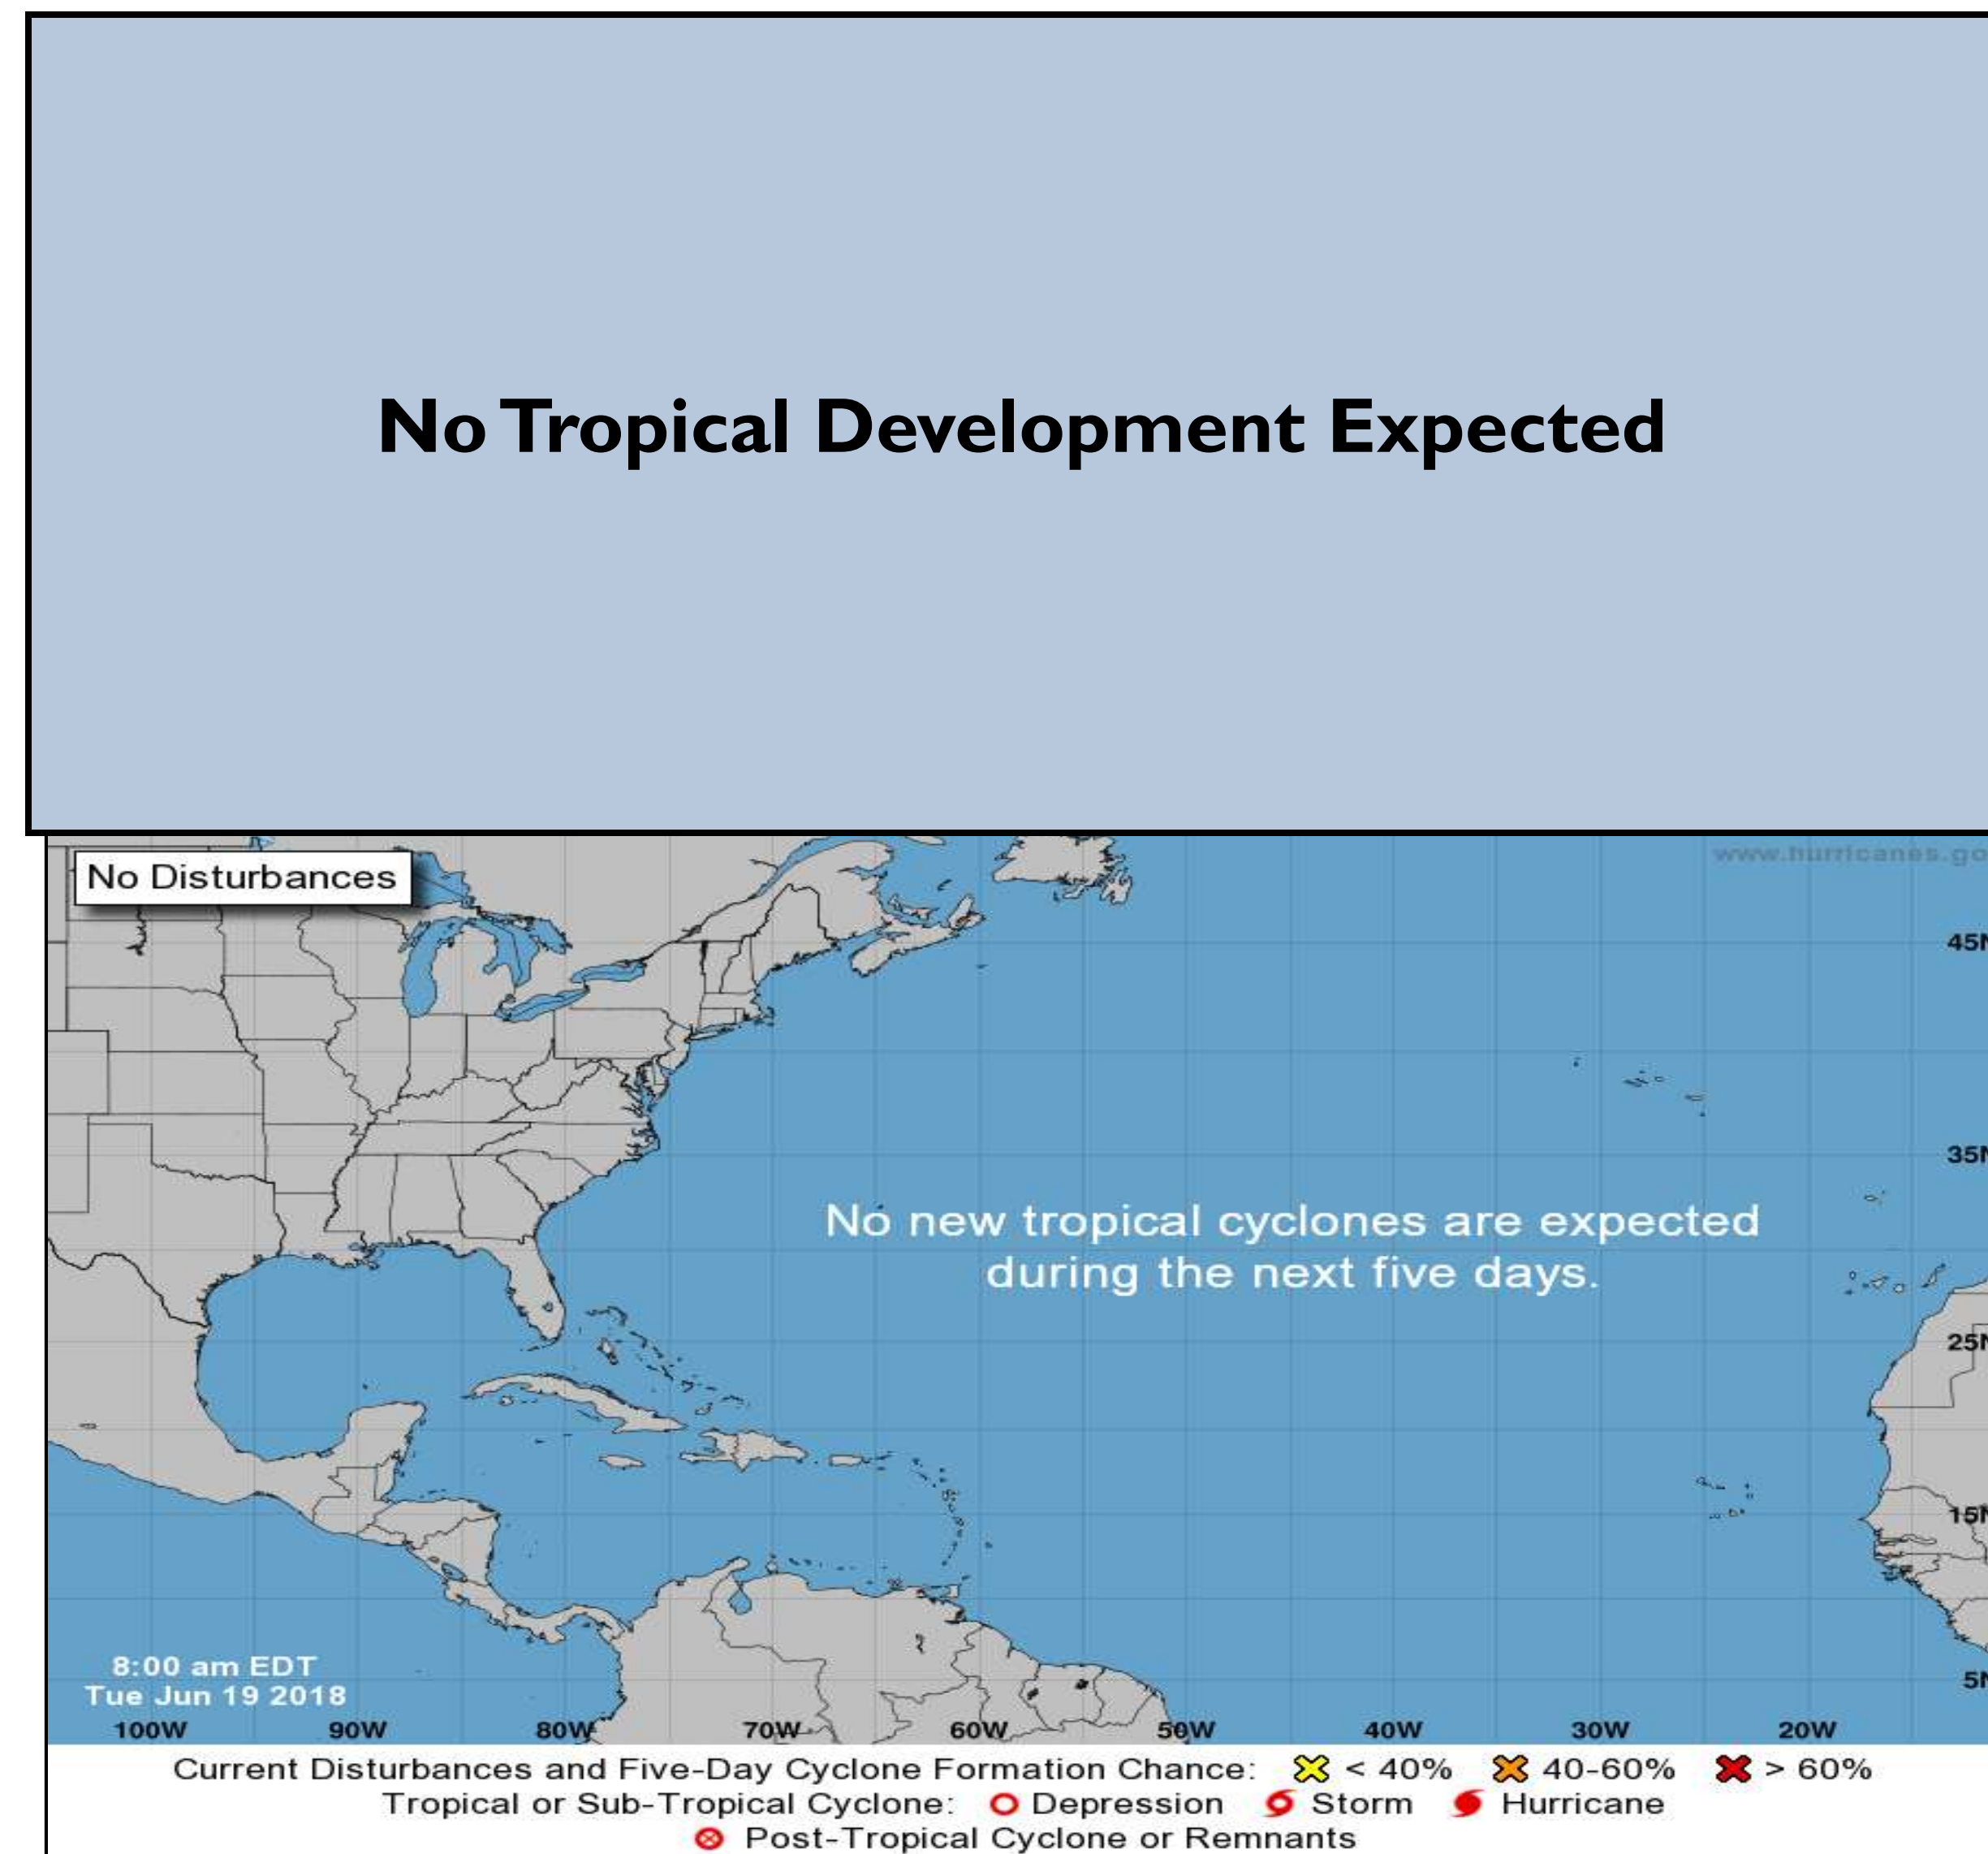 No Tropical Development Expected
No Disturbances
www.hurricanes.go
45N
35N
No new tropical cyclones are expected
during the next five days.
25N
15N
5N
8:00 am EDT
Tue Jun 19 2018
100W 90W 80W 70W 60W 50W 40W 30W 20W
Current Disturbances and Five-Day Cyclone Formation Chance: < 40% 40-60% > 60%
Tropical or Sub-Tropical Cyclone: Depression Storm Hurricane
Post-Tropical Cyclone or Remnants